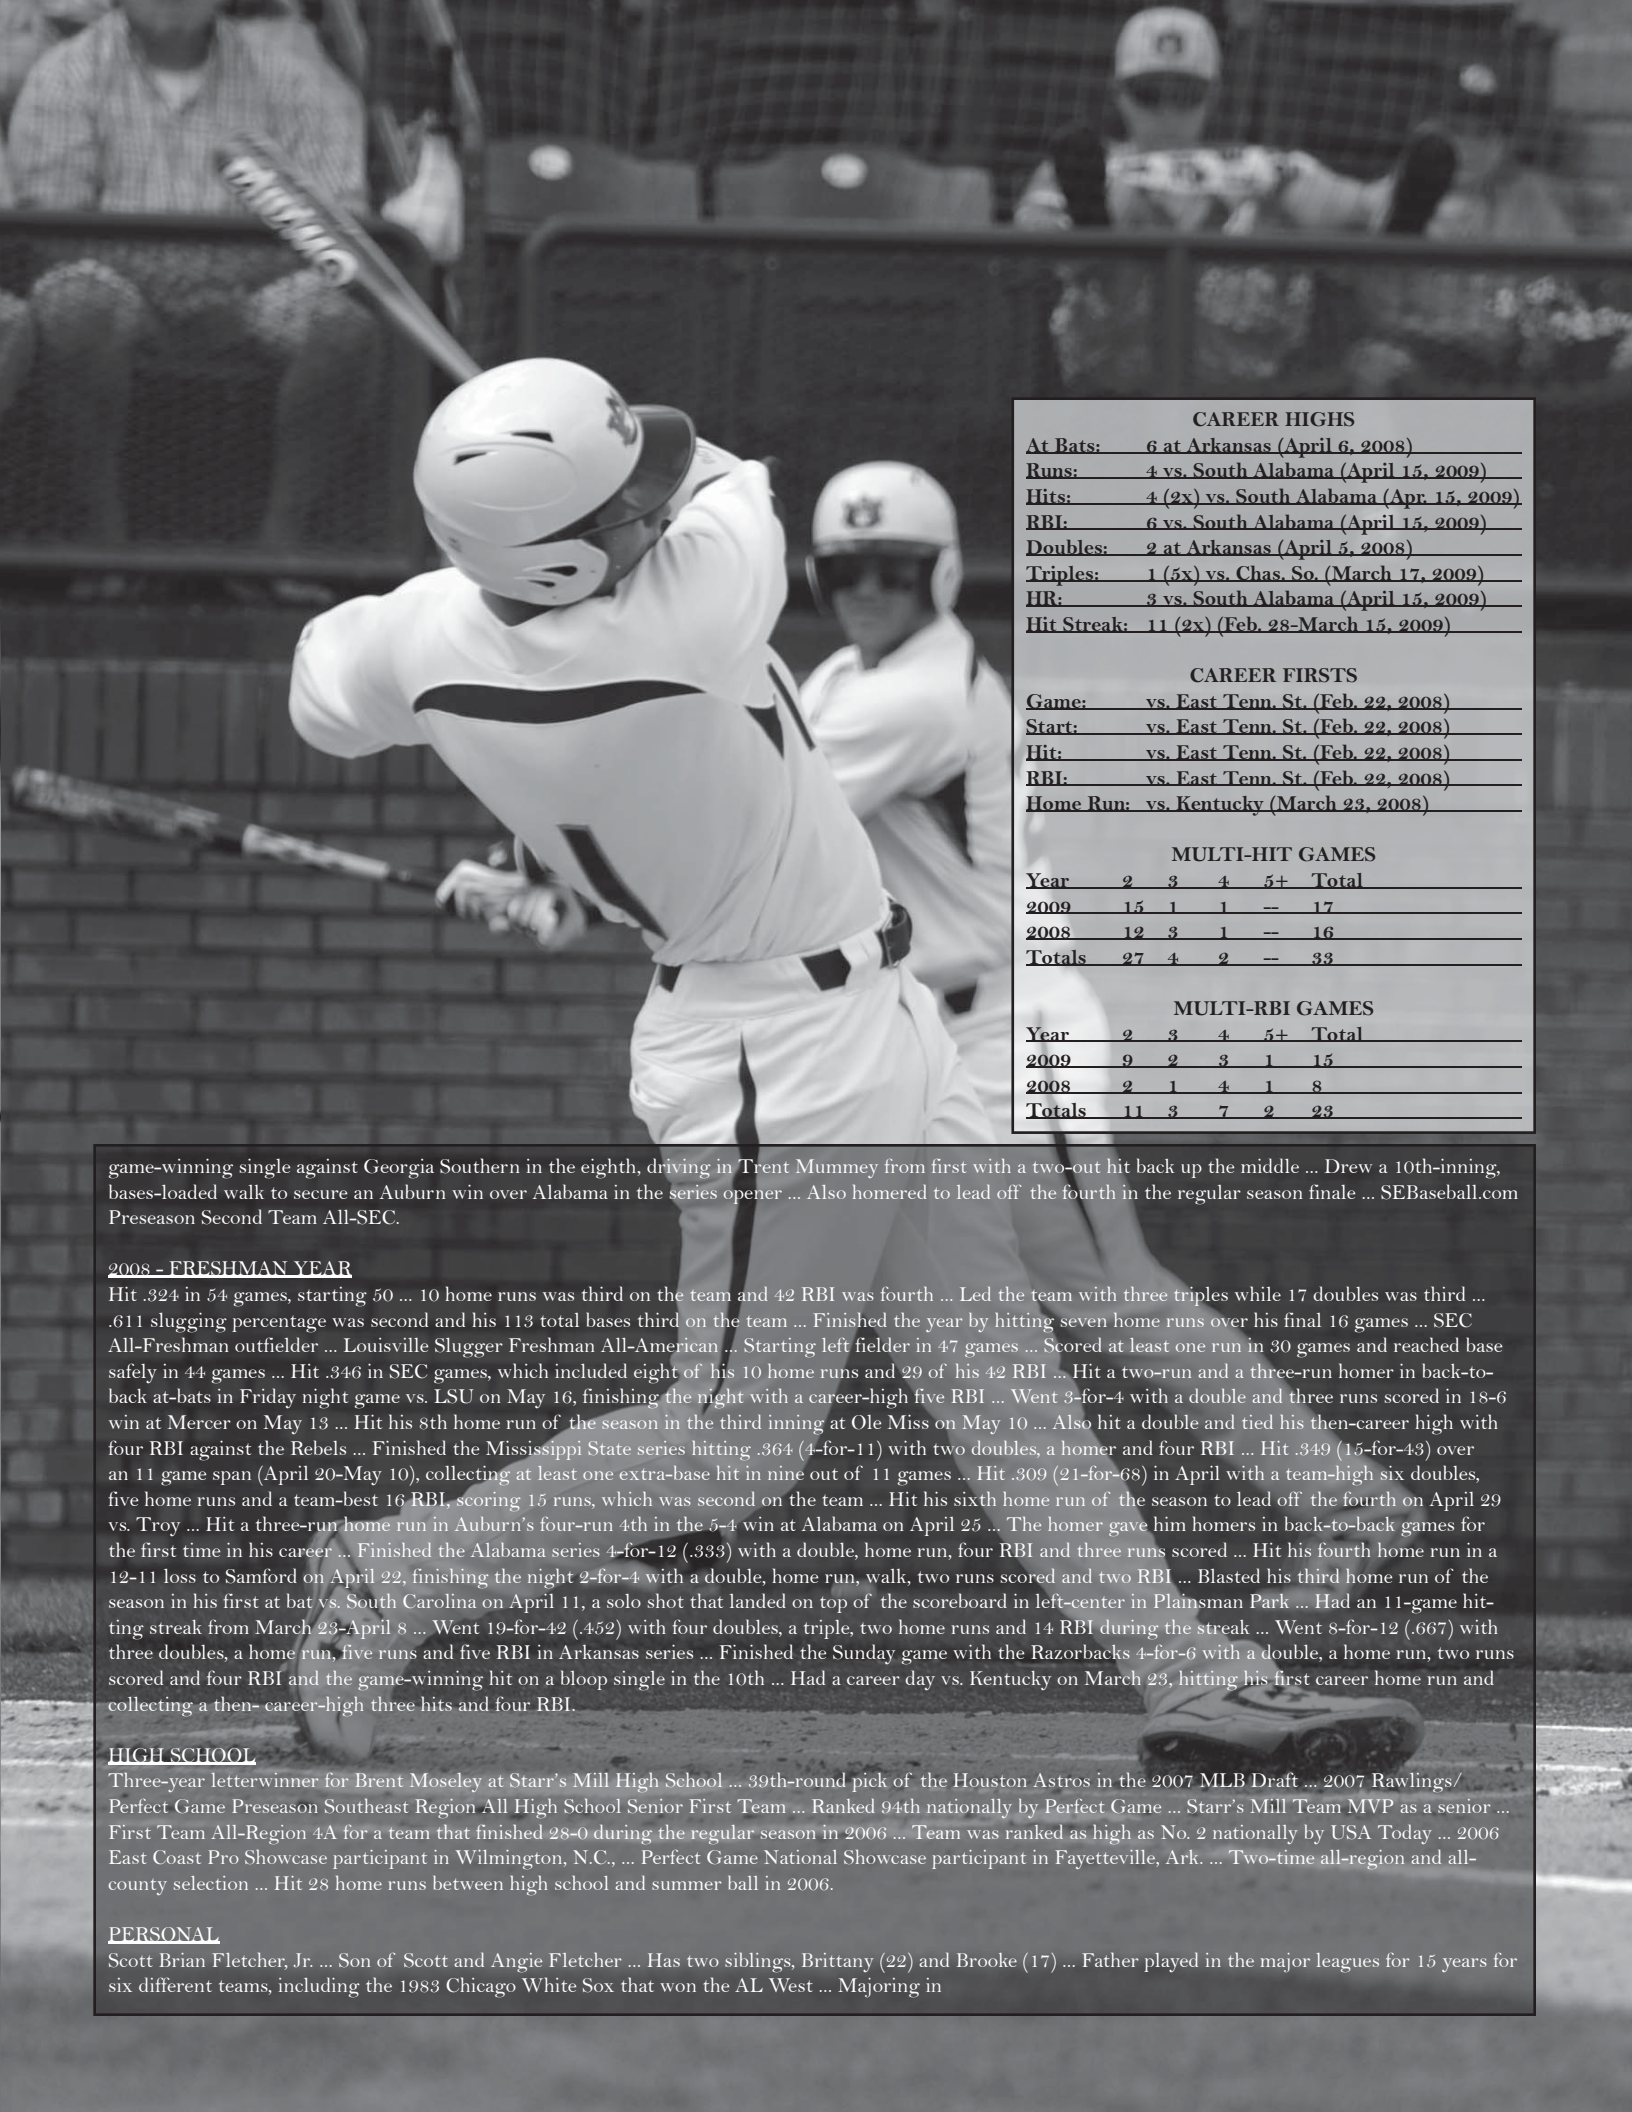 MIZUNO
CAREER HIGHS
At Bats: 6 at Arkansas (April 6, 2008)
Runs: 4 vs. South Alabama (April 15, 2009)
Hits: 4 (2x) vs. South Alabama (Apr. 15, 2009)
RBI: 6 vs. South Alabama (April 15, 2009)
Doubles: 2 at Arkansas (April 5, 2008)
Triples: 1 (5x) vs. Chas. So. (March 17, 2009)
HR: 3 vs. South Alabama (April 15, 2009)
Hit Streak: 11 (2x) (Feb. 28-March 15, 2009)
CAREER FIRSTS
Game: vs. East Tenn. St. (Feb. 22, 2008)
Start: vs. East Tenn. St. (Feb. 22, 2008)
Hit: vs. East Tenn. St. (Feb. 22, 2008)
RBI: vs. East Tenn. St. (Feb. 22, 2008)
Home Run: vs. Kentucky (March 23, 2008)
MULTI-HIT GAMES
Year 2 3 4 5+ Total
2009 15 1 1 -- 17
2008 12 3 1 -- 16
Totals 27 4 2 -- 33
MULTI-RBI GAMES
Year 2 3 4 5+ Total
2009 9 2 3 1 15
2008 2 1 4 1 8
Totals 11 3 7 2 23
game-winning single against Georgia Southern in the eighth, driving in Trent Mummey from first with a two-out hit back up the middle ... Drew a 10th-inning,
bases-loaded walk to secure an Auburn win over Alabama in the series opener ... Also homered to lead off the fourth in the regular season finale ... SEBaseball.com
Preseason Second Team All-SEC.
2008 - FRESHMAN YEAR
Hit .324 in 54 games, starting 50 ... 10 home runs was third on the team and 42 RBI was fourth ... Led the team with three triples while 17 doubles was third ...
.611 slugging percentage was second and his 113 total bases third on the team ... Finished the year by hitting seven home runs over his final 16 games ... SEC
All-Freshman outfielder ... Louisville Slugger Freshman All-American ... Starting left fielder in 47 games ... Scored at least one run in 30 games and reached base
safely in 44 games ... Hit .346 in SEC games, which included eight of his 10 home runs and 29 of his 42 RBI ... Hit a two-run and a three-run homer in back-to-
back at-bats in Friday night game vs. LSU on May 16, finishing the night with a career-high five RBI ... Went 3-for-4 with a double and three runs scored in 18-6
win at Mercer on May 13 ... Hit his 8th home run of the season in the third inning at Ole Miss on May 10 ... Also hit a double and tied his then-career high with
four RBI against the Rebels ... Finished the Mississippi State series hitting .364 (4-for-11) with two doubles, a homer and four RBI ... Hit .349 (15-for-43) over
an 11 game span (April 20-May 10), collecting at least one extra-base hit in nine out of 11 games ... Hit .309 (21-for-68) in April with a team-high six doubles,
five home runs and a team-best 16 RBI, scoring 15 runs, which was second on the team ... Hit his sixth home run of the season to lead off the fourth on April 29
vs. Troy ... Hit a three-run home run in Auburn's four-run 4th in the 5-4 win at Alabama on April 25 ... The homer gave him homers in back-to-back games for
the first time in his career ... Finished the Alabama series 4-for-12 (.333) with a double, home run, four RBI and three runs scored ... Hit his fourth home run in a
12-11 loss to Samford on April 22, finishing the night 2-for-4 with a double, home run, walk, two runs scored and two RBI ... Blasted his third home run of the
season in his first at bat vs. South Carolina on April 11, a solo shot that landed on top of the scoreboard in left-center in Plainsman Park ... Had an 11-game hit-
ting streak from March 23-April 8 ... Went 19-for-42 (.452) with four doubles, a triple, two home runs and 14 RBI during the streak ... Went 8-for-12 (.667) with
three doubles, a home run, five runs and five RBI in Arkansas series ... Finished the Sunday game with the Razorbacks 4-for-6 with a double, a home run, two runs
scored and four RBI and the game-winning hit on a bloop single in the 10th ... Had a career day vs. Kentucky on March 23, hitting his first career home run and
collecting a then- career-high three hits and four RBI.
HIGH SCHOOL
Three-year letterwinner for Brent Moseley at Starr's Mill High School ... 39th-round pick of the Houston Astros in the 2007 MLB Draft ... 2007 Rawlings/
Perfect Game Preseason Southeast Region All High School Senior First Team ... Ranked 94th nationally by Perfect Game ... Starr's Mill Team MVP as a senior ...
First Team All-Region 4A for a team that finished 28-0 during the regular season in 2006 ... Team was ranked as high as No. 2 nationally by USA Today ... 2006
East Coast Pro Showcase participant in Wilmington, N.C., ... Perfect Game National Showcase participant in Fayetteville, Ark. ... Two-time all-region and all-
county selection ... Hit 28 home runs between high school and summer ball in 2006.
PERSONAL
Scott Brian Fletcher, Jr. ... Son of Scott and Angie Fletcher ... Has two siblings, Brittany (22) and Brooke (17) ... Father played in the major leagues for 15 years for
six different teams, including the 1983 Chicago White Sox that won the AL West ... Majoring in